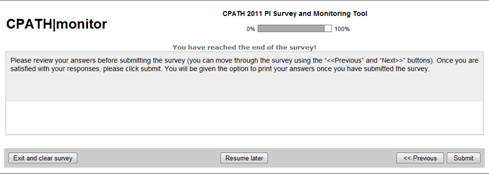 CPATH 2011 PI Survey and Monitoring Tool
CPATH|monitor
0% 100%
You have reached the end of the survey!
Please review your answers before submitting the survey (you can move through the survey using the "<<Previous" and "Next>>" buttons). Once you are
satisfied with your responses, please click submit. You will be given the option to print your answers once you have submitted the survey.
Exit and clear survey Resume later << Previous Submit